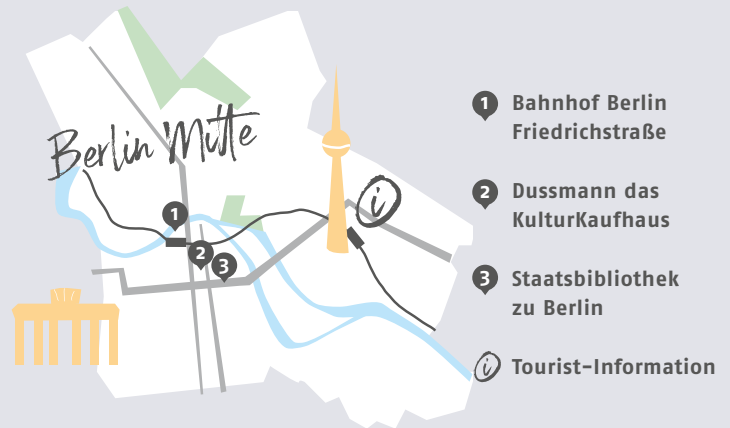 Berlin Mitte
1
2
3
i
1 Bahnhof Berlin
Friedrichstraße
2 Dussmann das
KulturKaufhaus
3 Staatsbibliothek
zu Berlin
i Tourist-Information